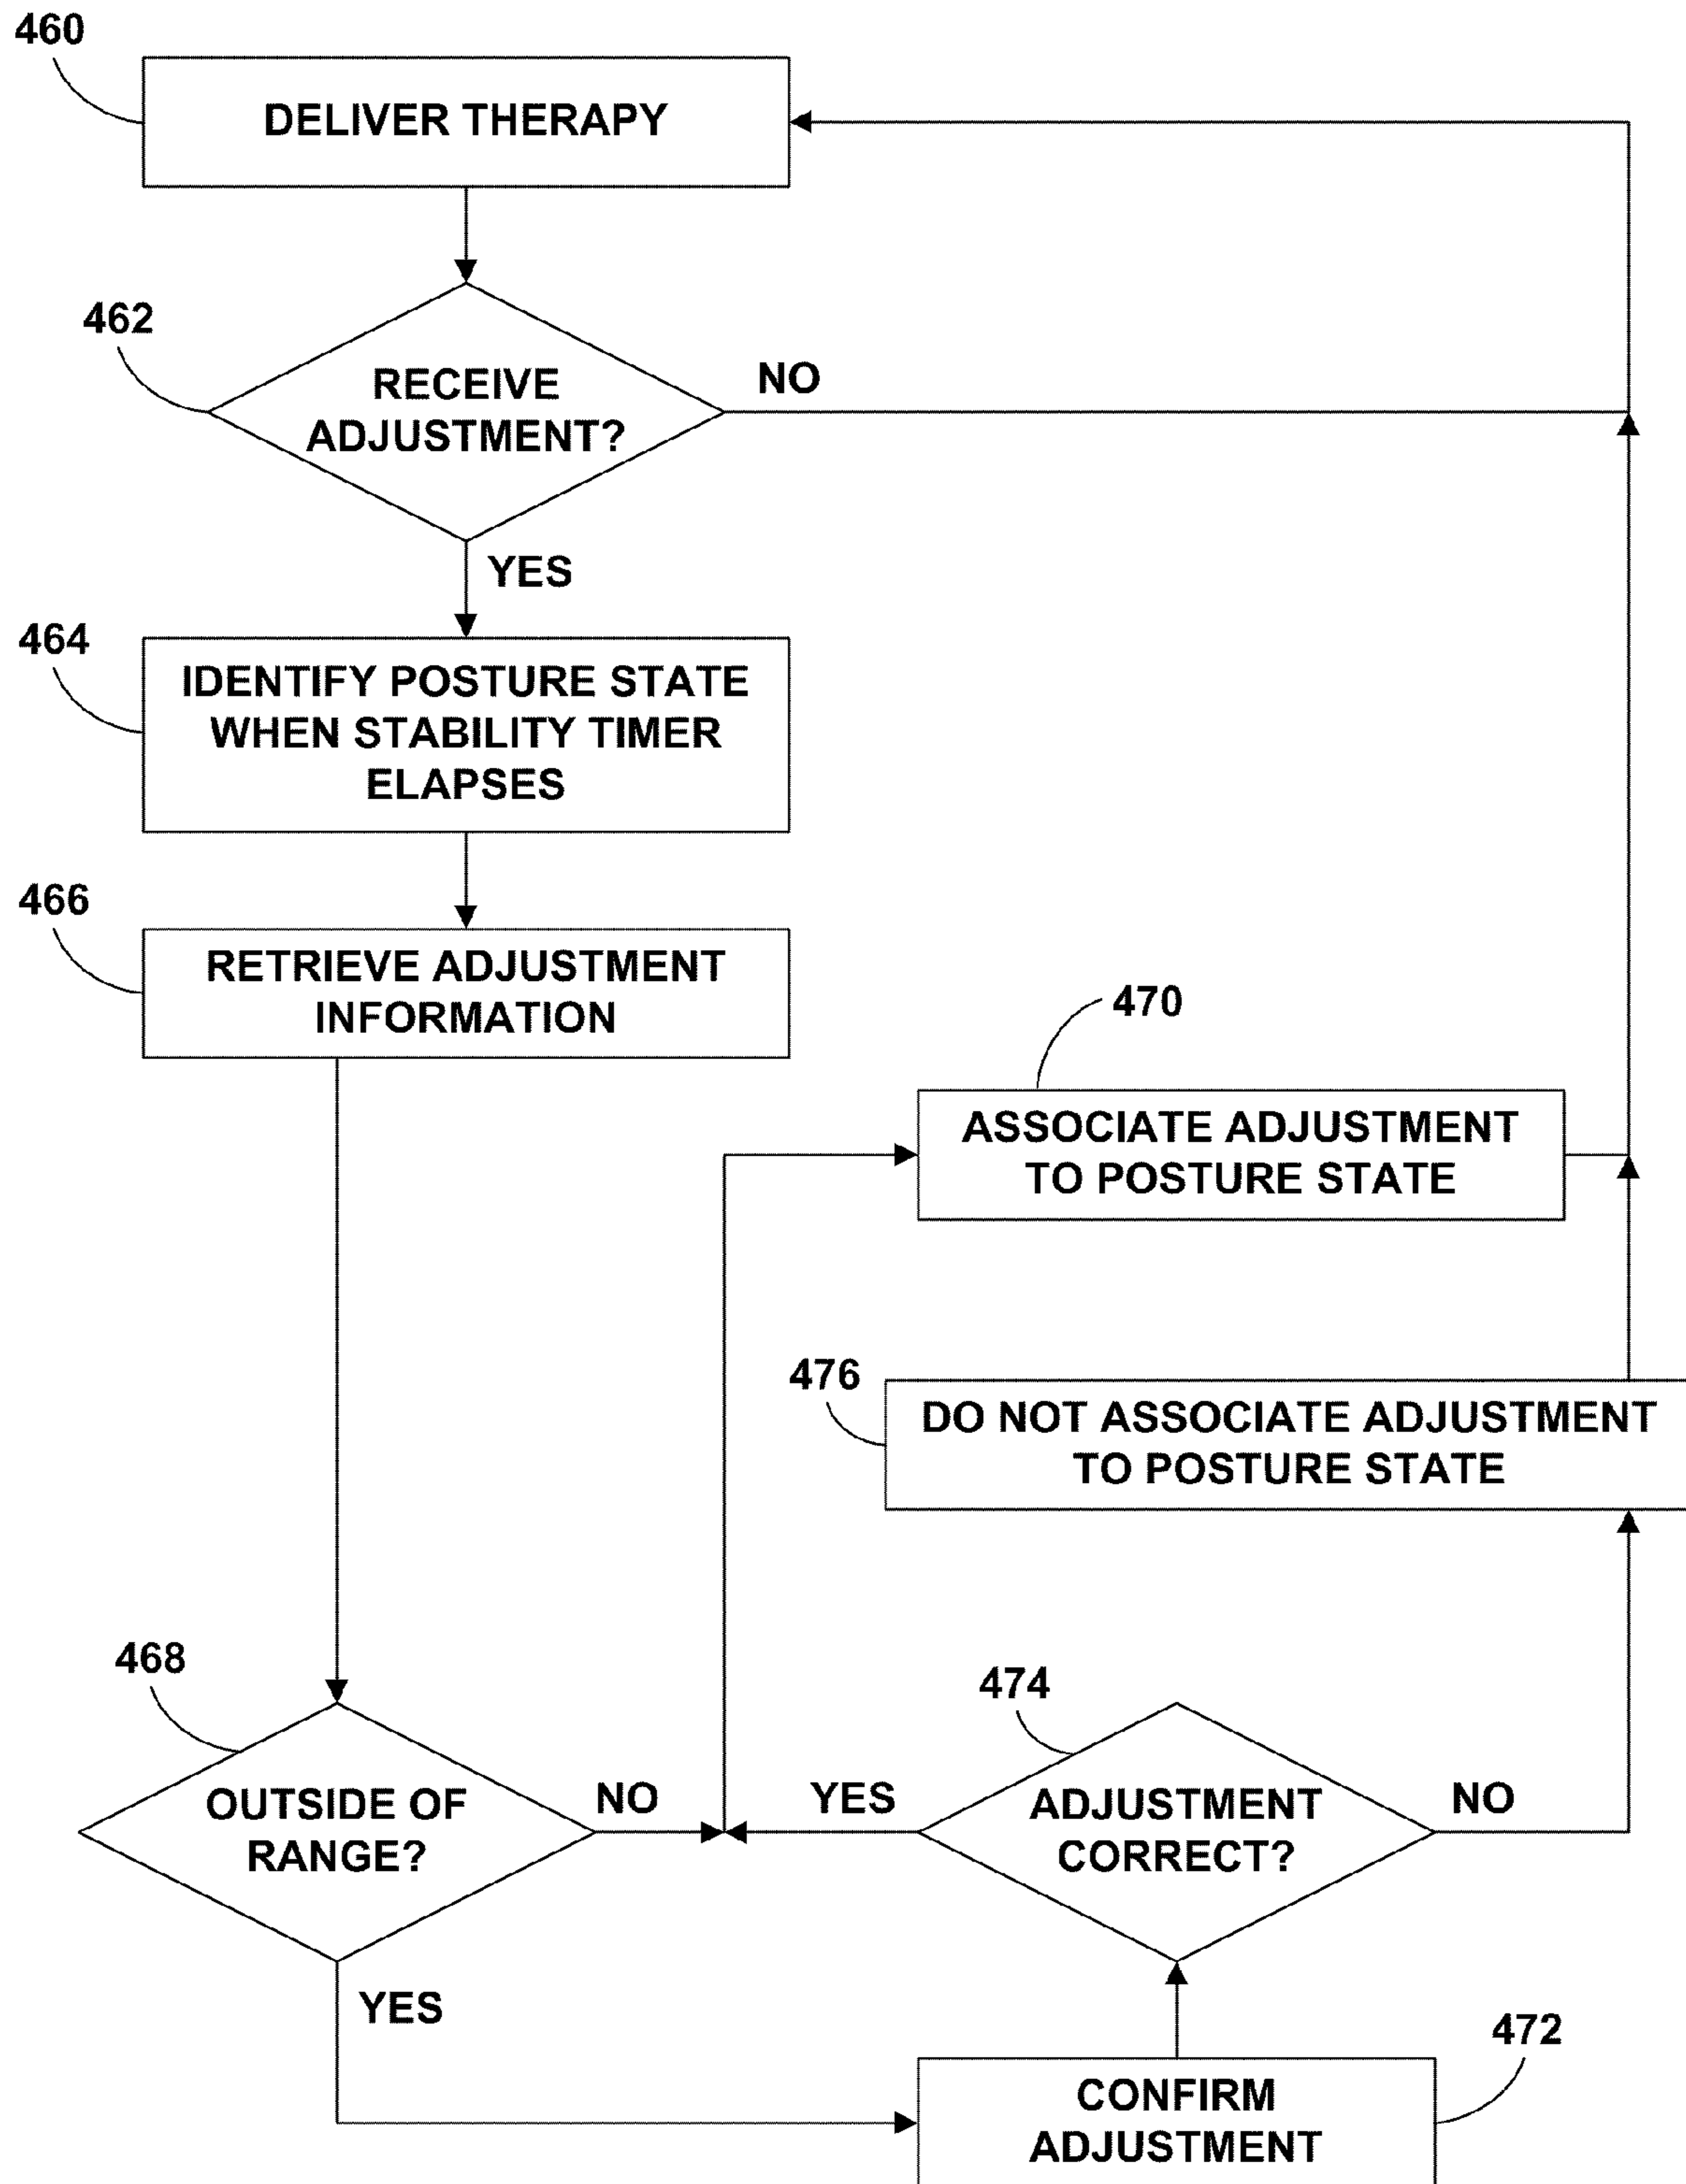 460
DELIVER THERAPY
462
RECEIVE
ADJUSTMENT?
NO
YES
464
IDENTIFY POSTURE STATE
WHEN STABILITY TIMER
ELAPSES
466
RETRIEVE ADJUSTMENT
INFORMATION
470
ASSOCIATE ADJUSTMENT
TO POSTURE STATE
476
DO NOT ASSOCIATE ADJUSTMENT
TO POSTURE STATE
468
OUTSIDE OF
RANGE?
NO
YES
474
ADJUSTMENT
CORRECT?
YES
NO
472
CONFIRM
ADJUSTMENT